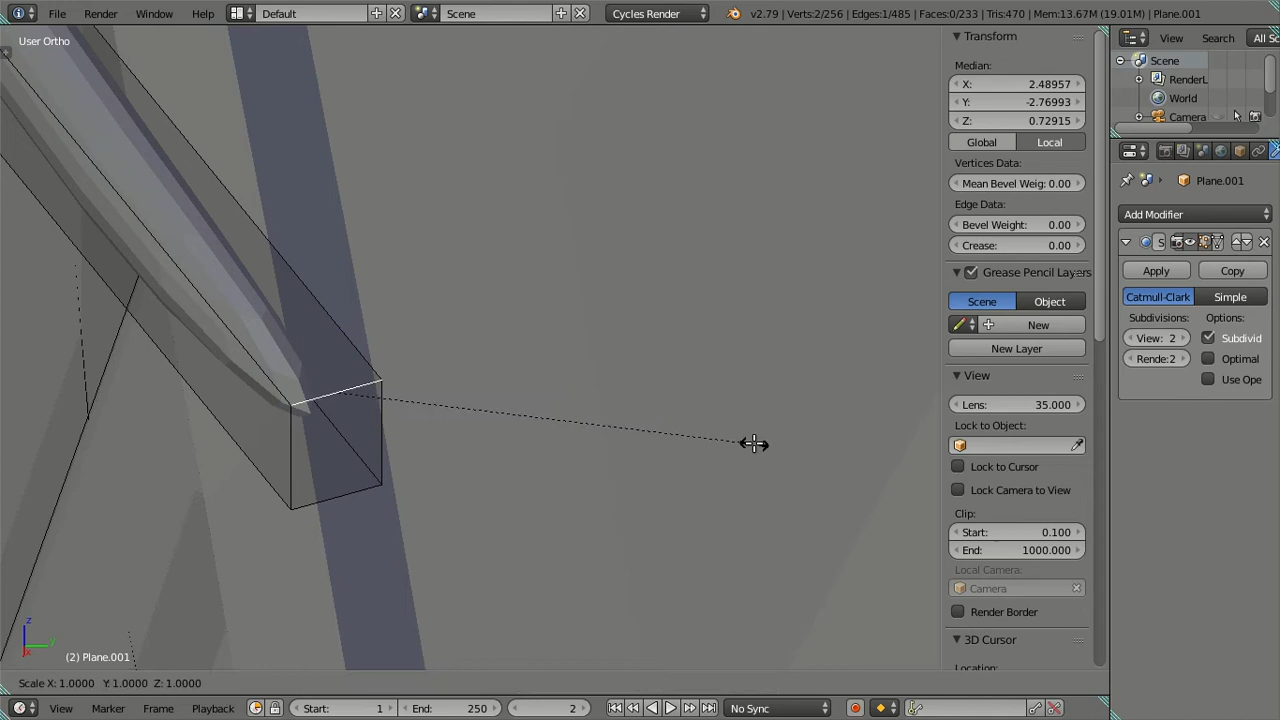 File Render Window Help Default Scene Cycles Render v2.79 | Verts:2/256 | Edges:1/485 | Faces:0/233 | Tris:470 | Mem:13.67M (19.01M) | Plane.001
User Ortho
Transform
Median:
X: 2.48957
Y: -2.76993
Z: 0.72915
Global Local
Vertices Data:
Mean Bevel Weig: 0.00
Edge Data:
Bevel Weight: 0.00
Crease: 0.00
Grease Pencil Layers
Scene Object
New
New Layer
View
Lens: 35.000
Lock to Object:
Lock to Cursor
Lock Camera to View
Clip:
Start: 0.100
End: 1000.000
Local Camera:
Camera
Render Border
3D Cursor
Location:
View Search All Sc
Scene
RenderL
World
Camera
Plane.001
Add Modifier
S
Apply Copy
Catmull-Clark Simple
Subdivisions: Options:
View: 2 Subdivid
Rende:2 Optimal
Use Ope
z
y
x
(2) Plane.001
Scale X: 1.0000 Y: 1.0000 Z: 1.0000
View Marker Frame Playback Start: 1 End: 250 2 No Sync